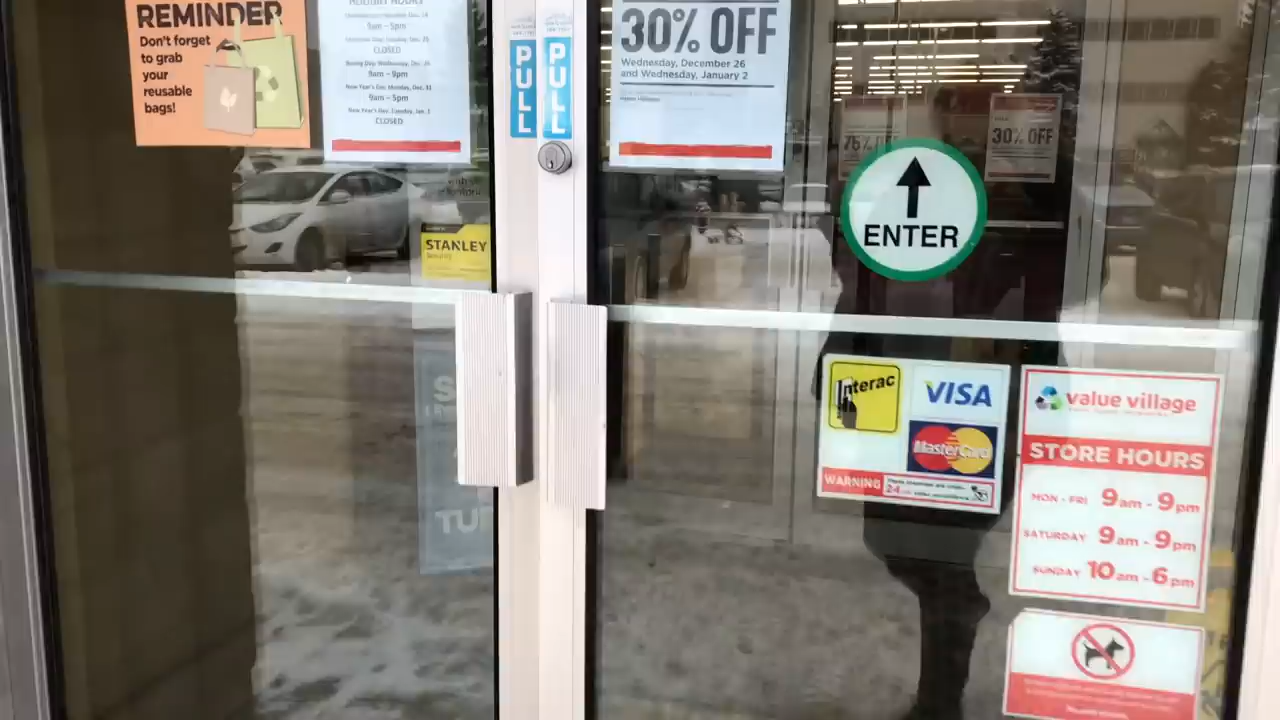 REMINDER
Don't forget
to grab
your
reusable
bags!
HOLIDAY HOURS
9am – 5pm
CLOSED
Boxing Day: Wednesday, Dec. 26
9am – 9pm
New Year's Eve: Monday, Dec. 31
9am – 5pm
New Year's Day: Tuesday, Jan. 1
CLOSED
PULL
PULL
30% OFF
Wednesday, December 26
and Wednesday, January 2
75% OFF
30% OFF
ENTER
STANLEY
Security
Interac
VISA
MasterCard
WARNING
24
value village
STORE HOURS
MON - FRI 9am - 9pm
SATURDAY 9am - 9pm
SUNDAY 10am - 6pm